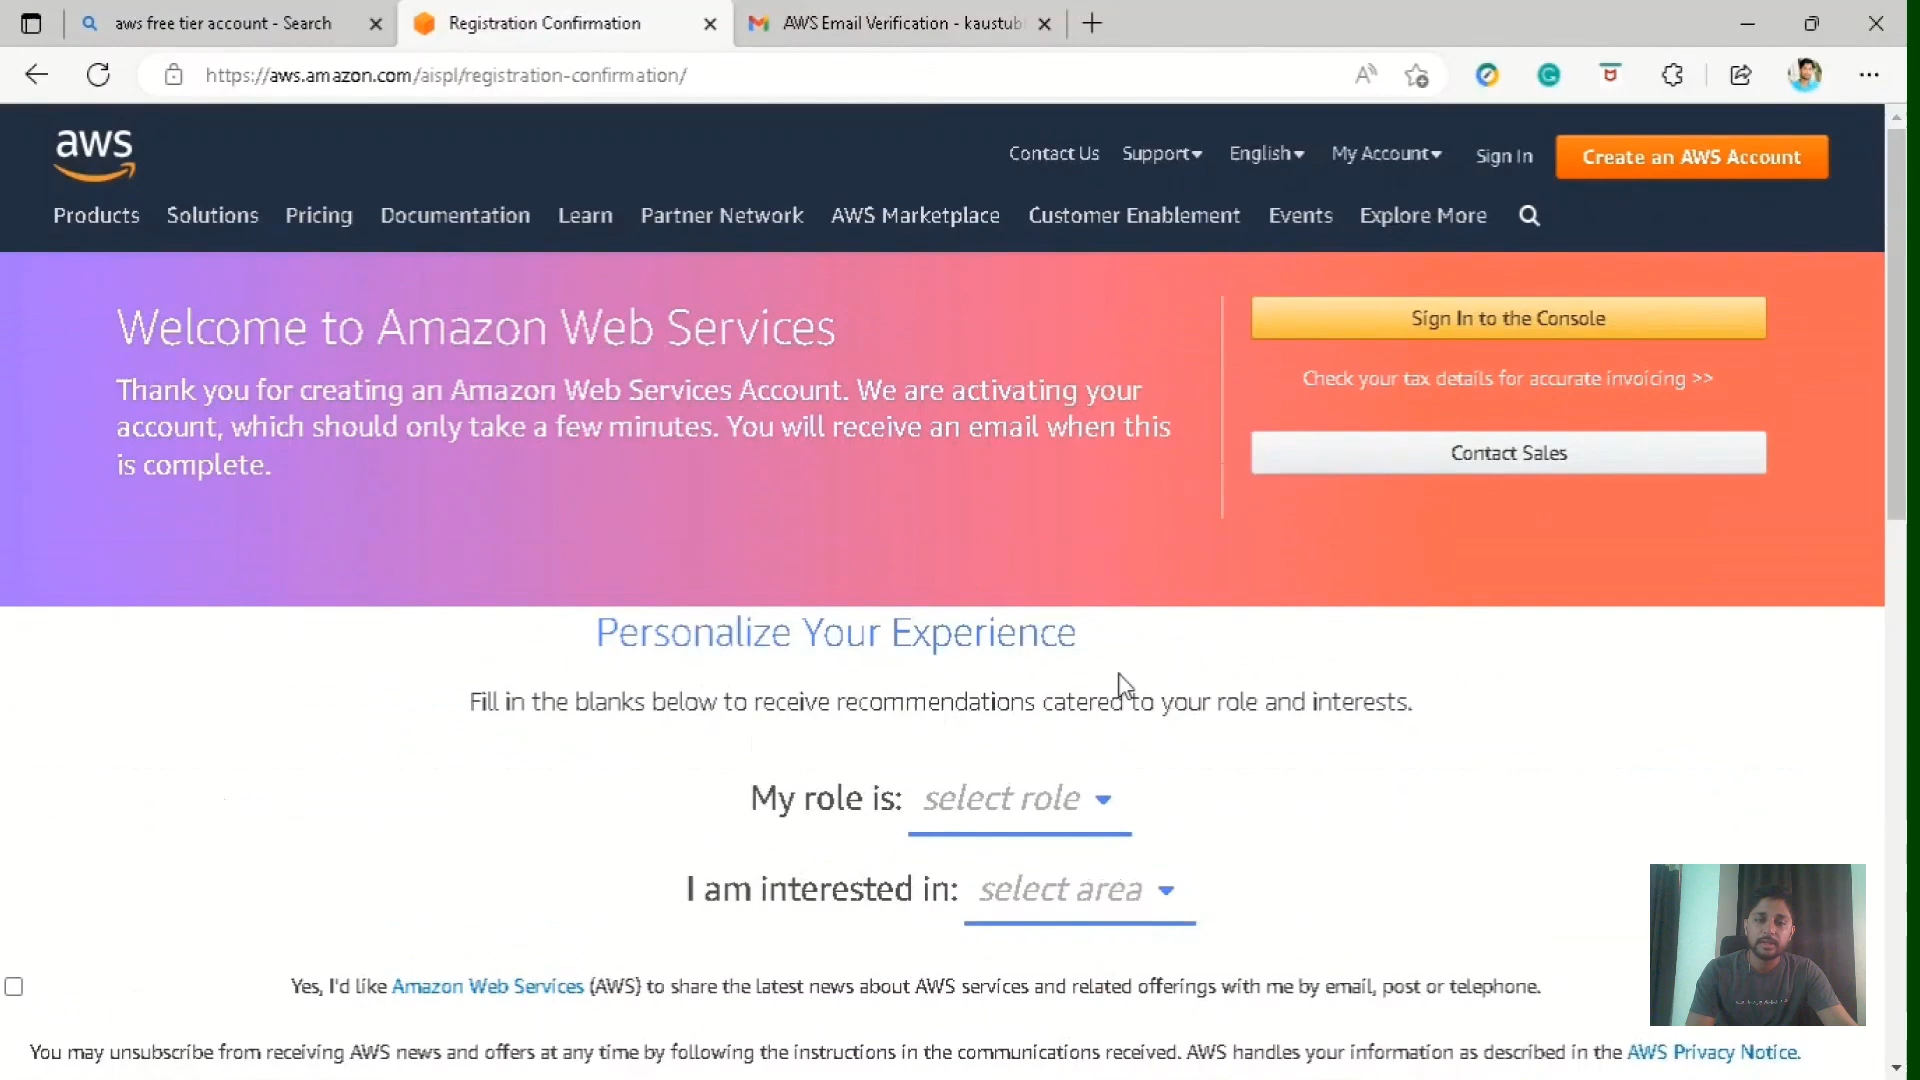 aws free tier account - Search
Registration Confirmation
AWS Email Verification - kaustub
https://aws.amazon.com/aispl/registration-confirmation/
aws
Contact Us Support English My Account Sign In Create an AWS Account
Products Solutions Pricing Documentation Learn Partner Network AWS Marketplace Customer Enablement Events Explore More
Welcome to Amazon Web Services
Thank you for creating an Amazon Web Services Account. We are activating your
account, which should only take a few minutes. You will receive an email when this
is complete.
Sign In to the Console
Check your tax details for accurate invoicing >>
Contact Sales
Personalize Your Experience
Fill in the blanks below to receive recommendations catered to your role and interests.
My role is: select role
I am interested in: select area
Yes, I'd like Amazon Web Services (AWS) to share the latest news about AWS services and related offerings with me by email, post or telephone.
You may unsubscribe from receiving AWS news and offers at any time by following the instructions in the communications received. AWS handles your information as described in the AWS Privacy Notice.